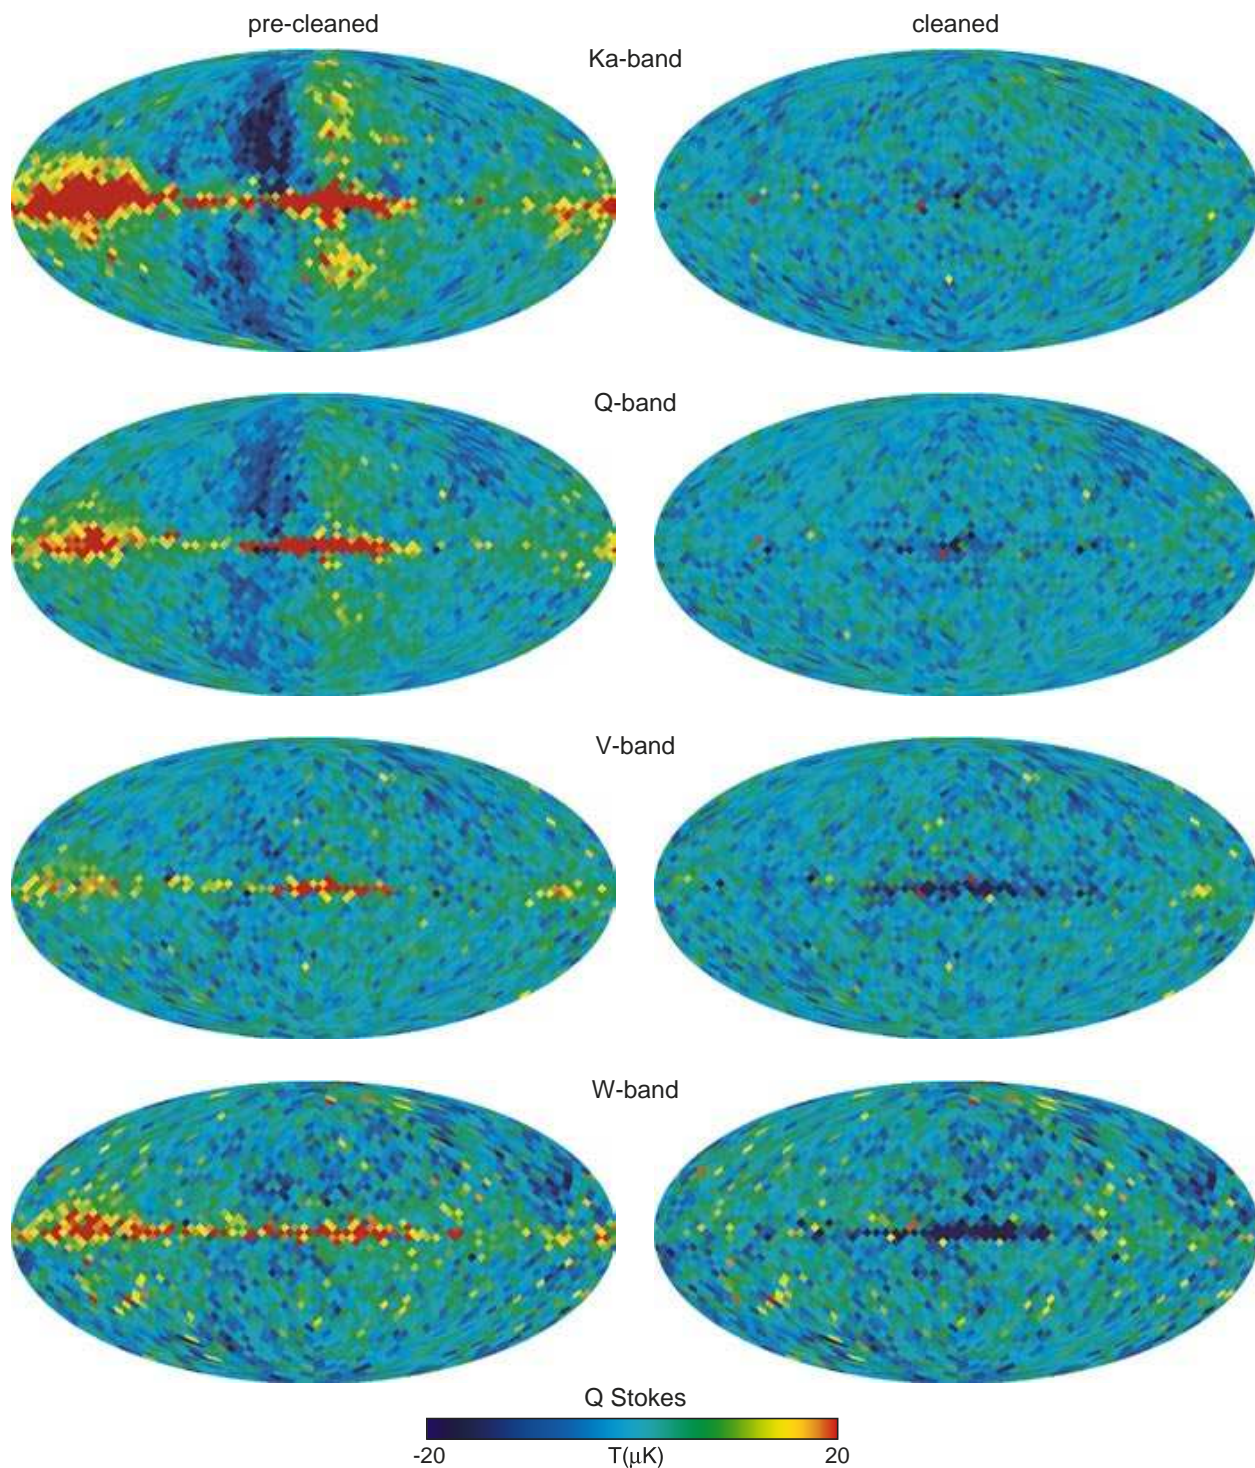 pre-cleaned cleaned
Ka-band
Q-band
V-band
W-band
Q Stokes
-20 T(μK) 20